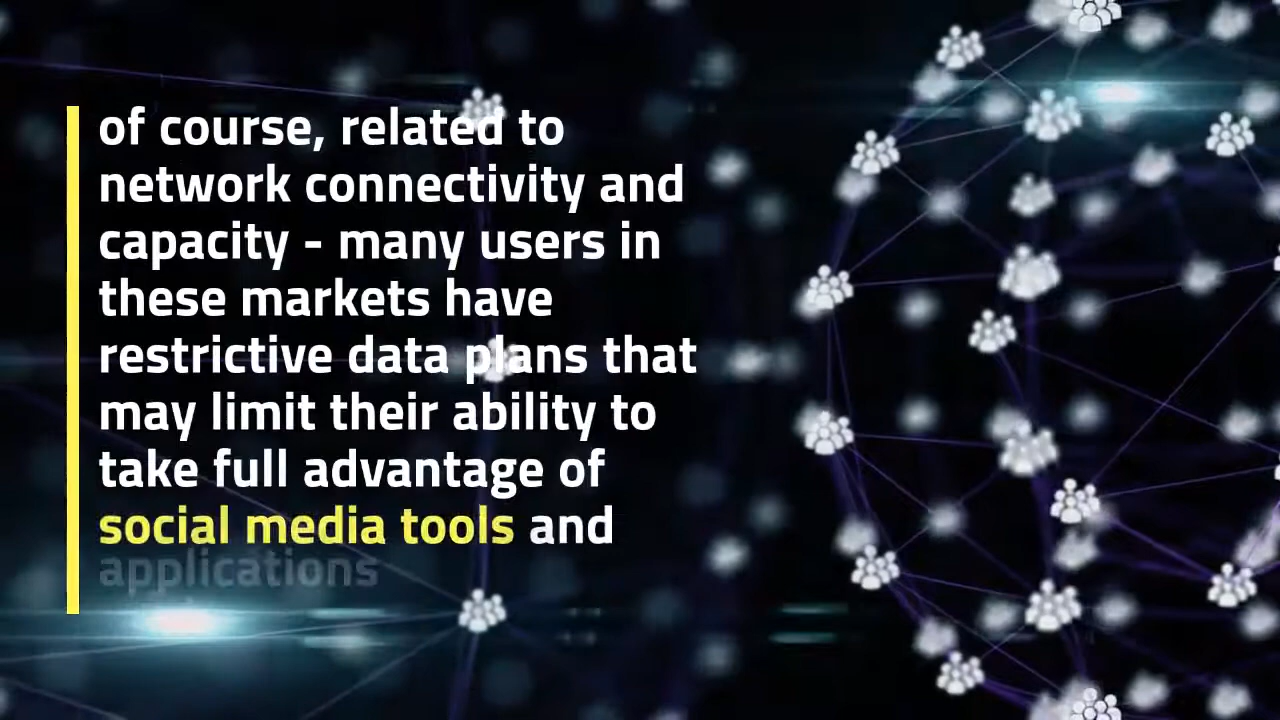 of course, related to
network connectivity and
capacity - many users in
these markets have
restrictive data plans that
may limit their ability to
take full advantage of
social media tools and
applications